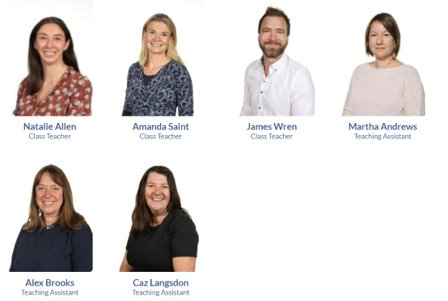 Natalie Allen
Class Teacher
Amanda Saint
Class Teacher
James Wren
Class Teacher
Martha Andrews
Teaching Assistant
Alex Brooks
Teaching Assistant
Caz Langsdon
Teaching Assistant